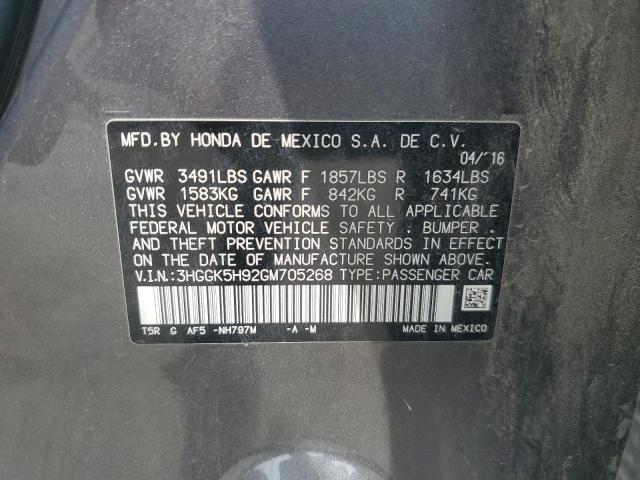 MFD.BY HONDA DE MEXICO S.A. DE C.V.
04/'16
GVWR 3491LBS GAWR F 1857LBS R 1634LBS
GVWR 1583KG GAWR F 842KG R 741KG
THIS VEHICLE CONFORMS TO ALL APPLICABLE
FEDERAL MOTOR VEHICLE SAFETY , BUMPER ,
AND THEFT PREVENTION STANDARDS IN EFFECT
ON THE DATE OF MANUFACTURE SHOWN ABOVE.
V.I.N.:3HGGK5H92GM705268 TYPE:PASSENGER CAR
T5R G AF5 -NH797M -A -M MADE IN MEXICO